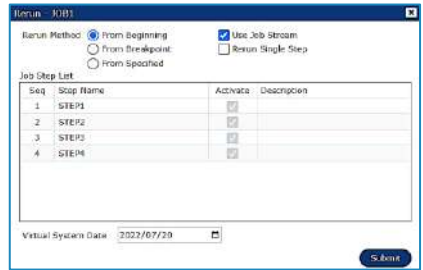 Rerun - JOB1
Rerun Method From Beginning Use Job Stream
From Breakpoint Rerun Single Step
From Specified
Job Step List
Seq Step Name Activate Description
1 STEP1
2 STEP2
3 STEP3
4 STEP4
Virtual System Date 2022/07/20
Submit